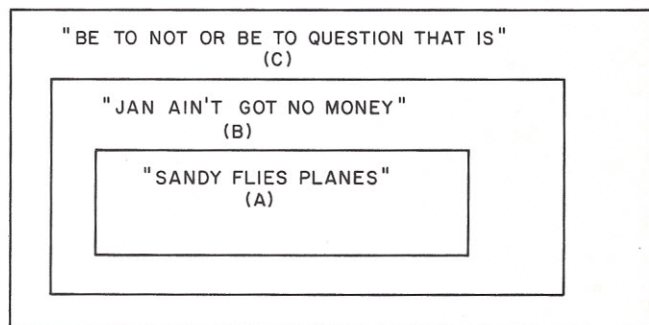 "BE TO NOT OR BE TO QUESTION THAT IS"
(C)
"JAN AIN'T GOT NO MONEY"
(B)
"SANDY FLIES PLANES"
(A)